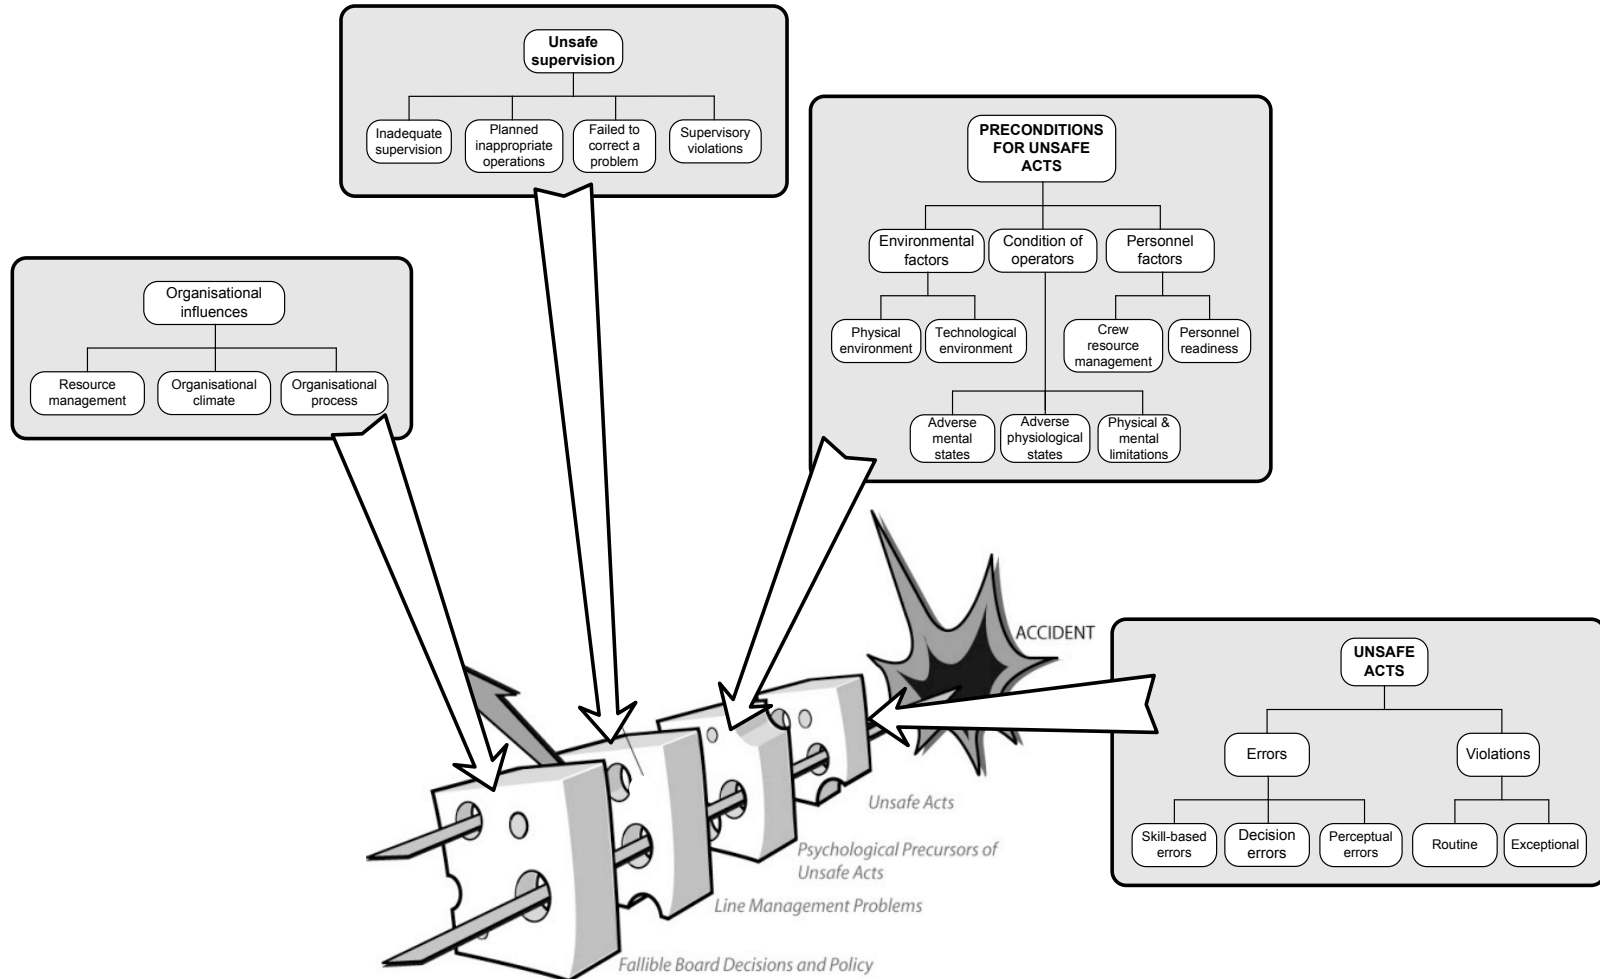 Unsafe
supervision
Inadequate
supervision
Planned
inappropriate
operations
Failed to
correct a
problem
Supervisory
violations
PRECONDITIONS
FOR UNSAFE
ACTS
Environmental
factors
Condition of
operators
Personnel
factors
Physical
environment
Technological
environment
Crew
resource
management
Personnel
readiness
Adverse
mental
states
Adverse
physiological
states
Physical &
mental
limitations
Organisational
influences
Resource
management
Organisational
climate
Organisational
process
ACCIDENT
UNSAFE
ACTS
Errors
Violations
Skill-based
errors
Decision
errors
Perceptual
errors
Routine
Exceptional
Unsafe Acts
Psychological Precursors of
Unsafe Acts
Line Management Problems
Fallible Board Decisions and Policy